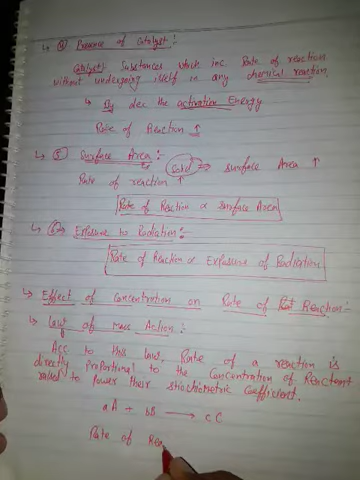 ↳ ④ Presence of Catalyst :
Catalyst) Substances which inc. Rate of reaction
without undergoing itself in any chemical reaction
↳ By dec the activation Energy
Rate of Reaction ↑
↳ ⑤ Surface Area : Solid ⇒ surface Area ↑
Rate of reaction ↑
Rate of Reaction ∝ surface Area
↳ ⑥ Exposure to Radiation :
Rate of Reaction ∝ Exposure of Radiation
↳ Effect of Concentration on Rate of Reaction :
↳ Law of Mass Action :
Acc to this law, Rate of a reaction is
directly proportional to the Concentration of Reactant
raised to Power their stiochiometric Coefficient.
aA + bB → cC
Rate of Rea